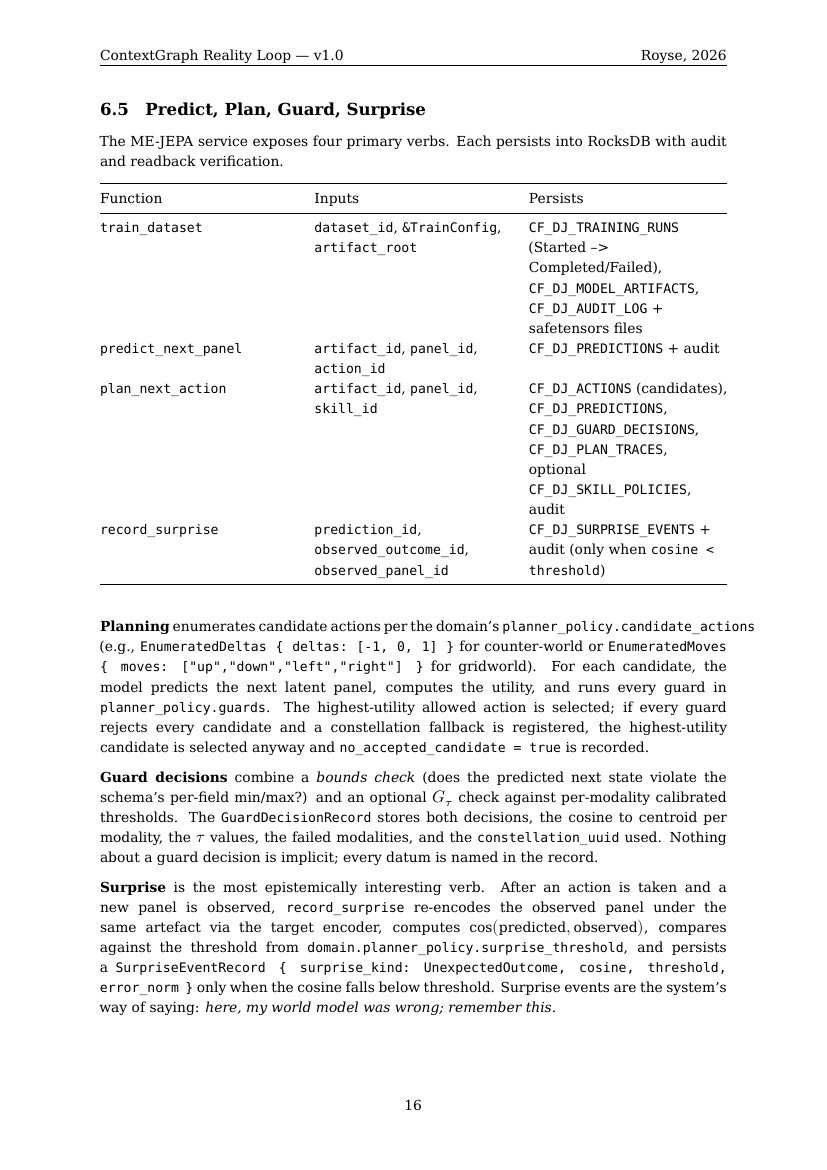 ContextGraph Reality Loop — v1.0 Royse, 2026
6.5 Predict, Plan, Guard, Surprise
The ME-JEPA service exposes four primary verbs. Each persists into RocksDB with audit
and readback verification.
Function Inputs Persists
train_dataset dataset_id, &TrainConfig, CF_DJ_TRAINING_RUNS
artifact_root (Started –>
Completed/Failed),
CF_DJ_MODEL_ARTIFACTS,
CF_DJ_AUDIT_LOG +
safetensors files
predict_next_panel artifact_id, panel_id, CF_DJ_PREDICTIONS + audit
action_id
plan_next_action artifact_id, panel_id, CF_DJ_ACTIONS (candidates),
skill_id CF_DJ_PREDICTIONS,
CF_DJ_GUARD_DECISIONS,
CF_DJ_PLAN_TRACES,
optional
CF_DJ_SKILL_POLICIES,
audit
record_surprise prediction_id, CF_DJ_SURPRISE_EVENTS +
observed_outcome_id, audit (only when cosine <
observed_panel_id threshold)
Planning enumerates candidate actions per the domain’s planner_policy.candidate_actions
(e.g., EnumeratedDeltas { deltas: [-1, 0, 1] } for counter-world or EnumeratedMoves
{ moves: ["up","down","left","right"] } for gridworld). For each candidate, the
model predicts the next latent panel, computes the utility, and runs every guard in
planner_policy.guards. The highest-utility allowed action is selected; if every guard
rejects every candidate and a constellation fallback is registered, the highest-utility
candidate is selected anyway and no_accepted_candidate = true is recorded.
Guard decisions combine a bounds check (does the predicted next state violate the
schema’s per-field min/max?) and an optional G_τ check against per-modality calibrated
thresholds. The GuardDecisionRecord stores both decisions, the cosine to centroid per
modality, the τ values, the failed modalities, and the constellation_uuid used. Nothing
about a guard decision is implicit; every datum is named in the record.
Surprise is the most epistemically interesting verb. After an action is taken and a
new panel is observed, record_surprise re-encodes the observed panel under the
same artefact via the target encoder, computes cos(predicted, observed), compares
against the threshold from domain.planner_policy.surprise_threshold, and persists
a SurpriseEventRecord { surprise_kind: UnexpectedOutcome, cosine, threshold,
error_norm } only when the cosine falls below threshold. Surprise events are the system’s
way of saying: here, my world model was wrong; remember this.
16